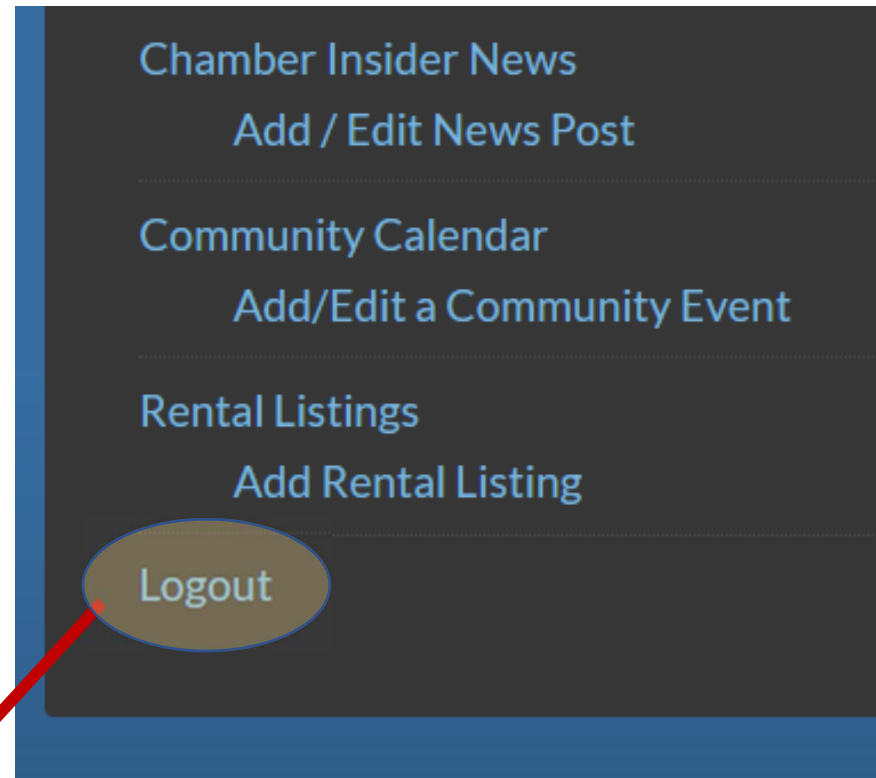 Chamber Insider News
Add / Edit News Post
Community Calendar
Add/Edit a Community Event
Rental Listings
Add Rental Listing
Logout